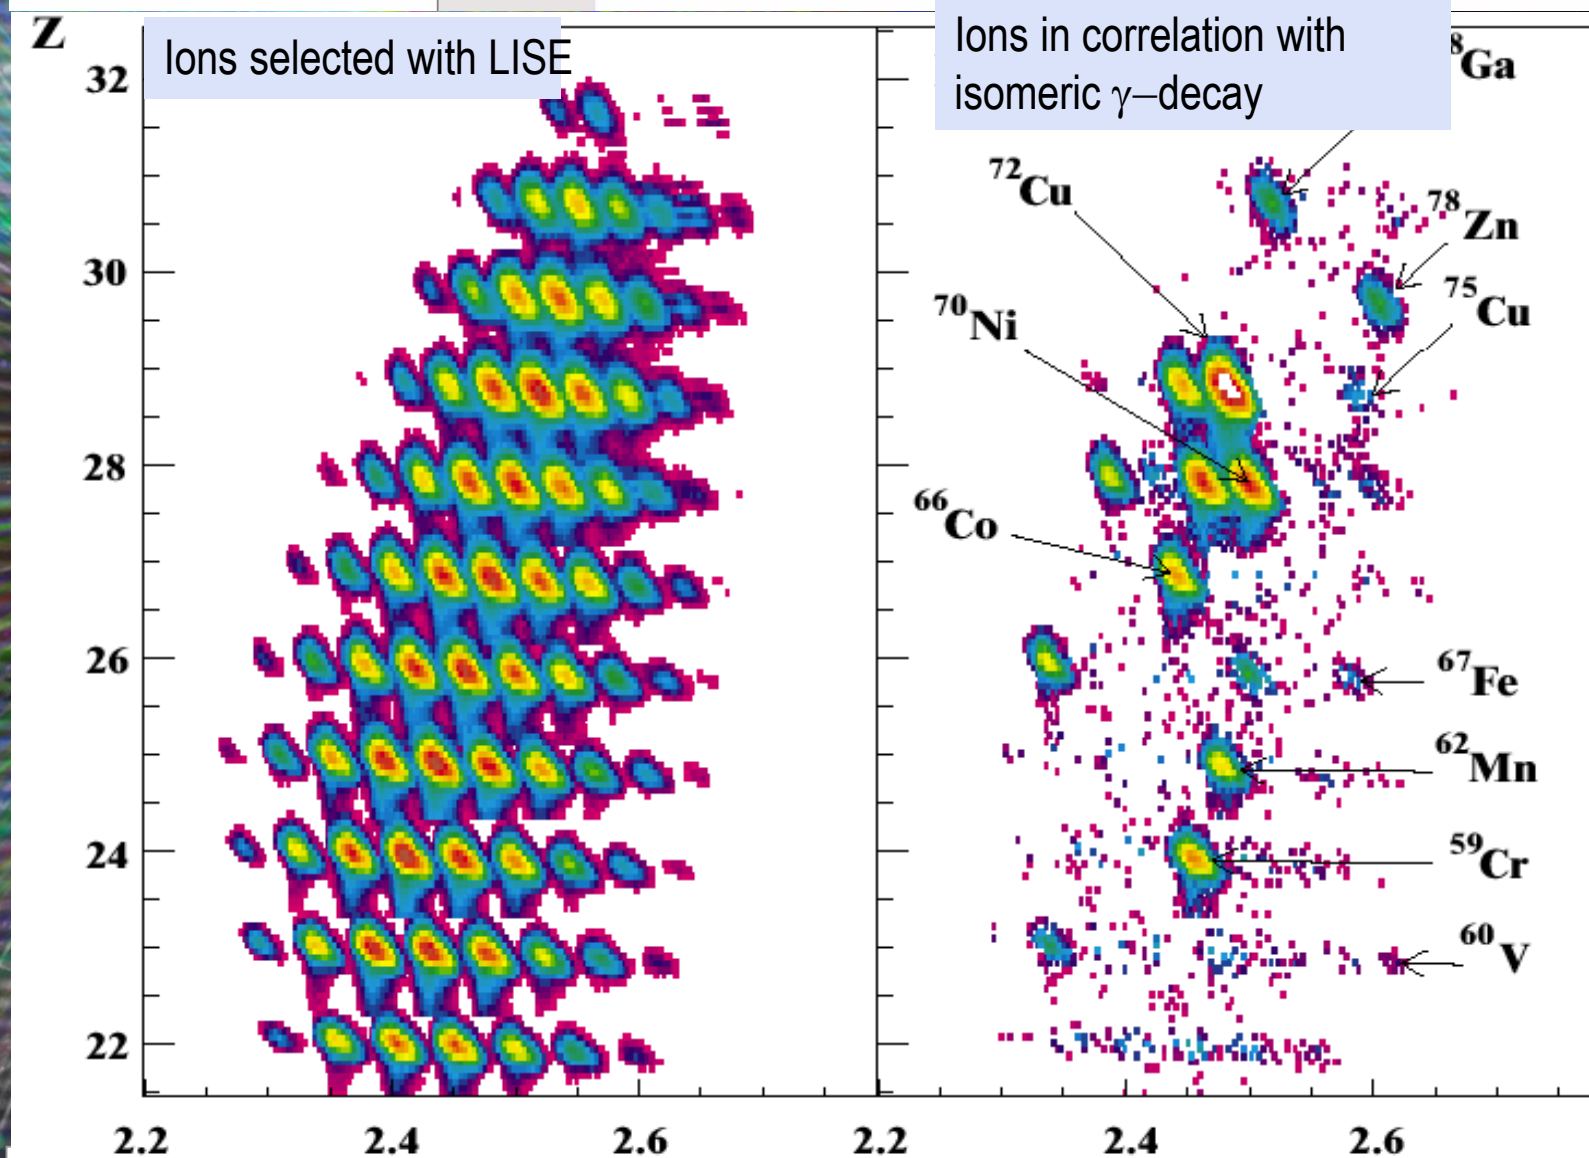 Z
Ions selected with LISE
Ions in correlation with
isomeric γ–decay
8Ga
32
30
28
26
24
22
72Cu
78Zn
75Cu
70Ni
66Co
67Fe
62Mn
59Cr
60V
2.2
2.4
2.6
2.2
2.4
2.6